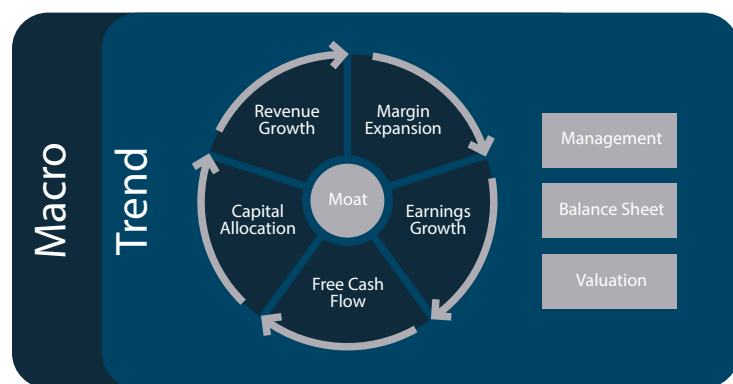 Macro
Trend
Revenue
Growth
Margin
Expansion
Earnings
Growth
Free Cash
Flow
Capital
Allocation
Moat
Management
Balance Sheet
Valuation